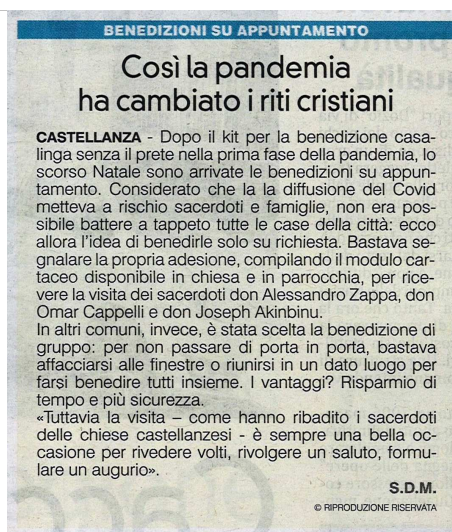 BENEDIZIONI SU APPUNTAMENTO
Così la pandemia
ha cambiato i riti cristiani
CASTELLANZA - Dopo il kit per la benedizione casa-
linga senza il prete nella prima fase della pandemia, lo
scorso Natale sono arrivate le benedizioni su appun-
tamento. Considerato che la la diffusione del Covid
metteva a rischio sacerdoti e famiglie, non era pos-
sibile battere a tappeto tutte le case della città: ecco
allora l'idea di benedirle solo su richiesta. Bastava se-
gnalare la propria adesione, compilando il modulo car-
taceo disponibile in chiesa e in parrocchia, per rice-
vere la visita dei sacerdoti don Alessandro Zappa, don
Omar Cappelli e don Joseph Akinbinu.
In altri comuni, invece, è stata scelta la benedizione di
gruppo: per non passare di porta in porta, bastava
affacciarsi alle finestre o riunirsi in un dato luogo per
farsi benedire tutti insieme. I vantaggi? Risparmio di
tempo e più sicurezza.
«Tuttavia la visita – come hanno ribadito i sacerdoti
delle chiese castellanzesi - è sempre una bella oc-
casione per rivedere volti, rivolgere un saluto, formu-
lare un augurio».
S.D.M.
© RIPRODUZIONE RISERVATA